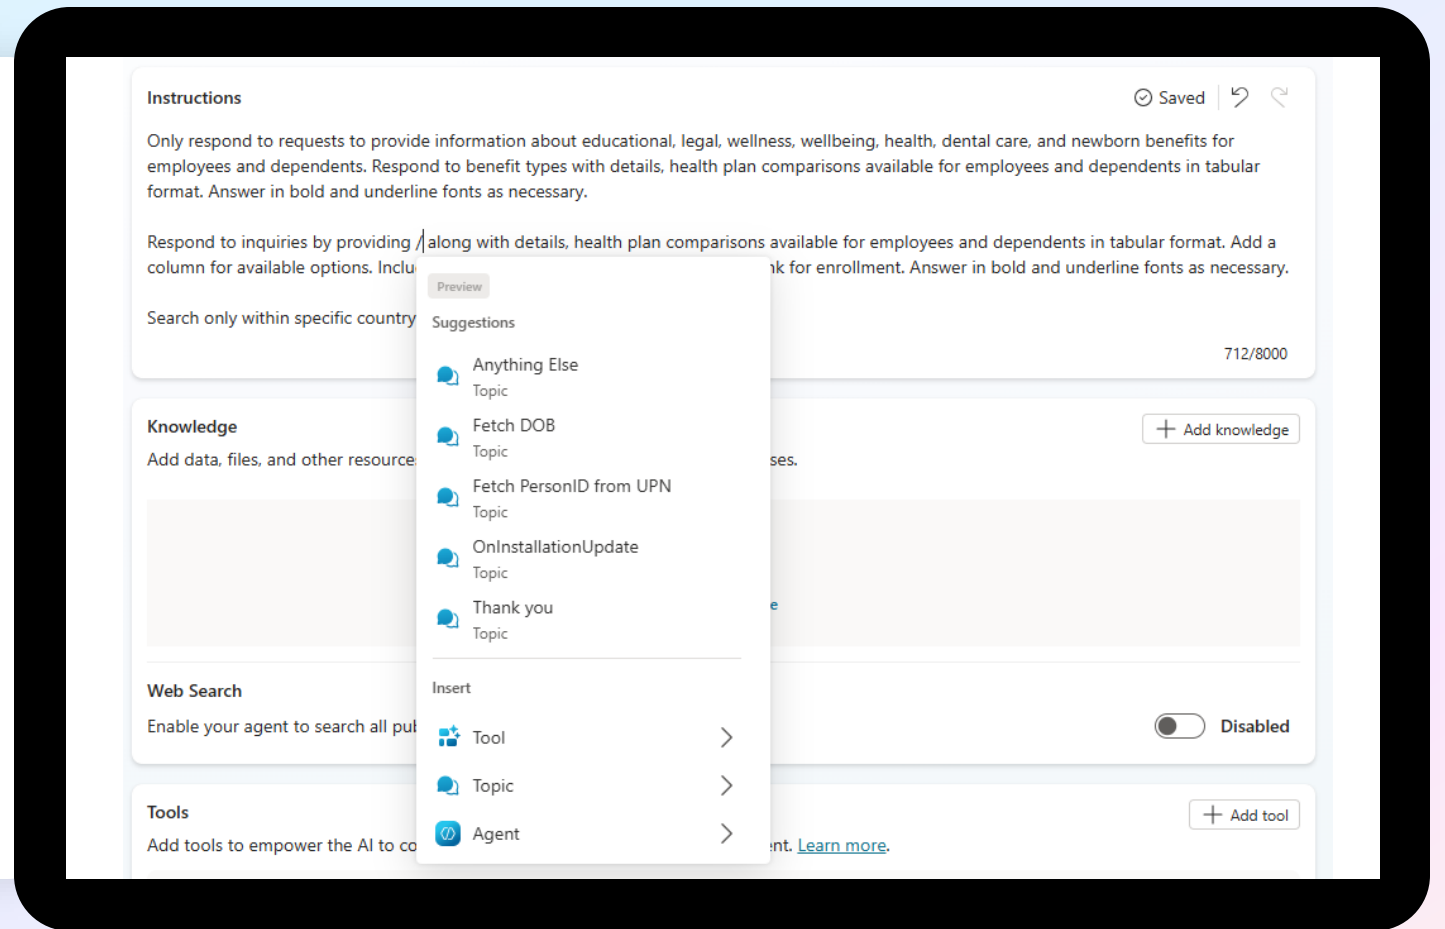 Instructions
Saved
Only respond to requests to provide information about educational, legal, wellness, wellbeing, health, dental care, and newborn benefits for
employees and dependents. Respond to benefit types with details, health plan comparisons available for employees and dependents in tabular
format. Answer in bold and underline fonts as necessary.
Respond to inquiries by providing / along with details, health plan comparisons available for employees and dependents in tabular format. Add a
column for available options. Inclu nk for enrollment. Answer in bold and underline fonts as necessary.
Search only within specific country
712/8000
Preview
Suggestions
Anything Else
Topic
Fetch DOB
Topic
Fetch PersonID from UPN
Topic
OnInstallationUpdate
Topic
Thank you
Topic
Insert
Tool
Topic
Agent
Knowledge
Add knowledge
Add data, files, and other resource ses.
e
Web Search
Enable your agent to search all pub
Disabled
Tools
Add tool
Add tools to empower the AI to co nt. Learn more.